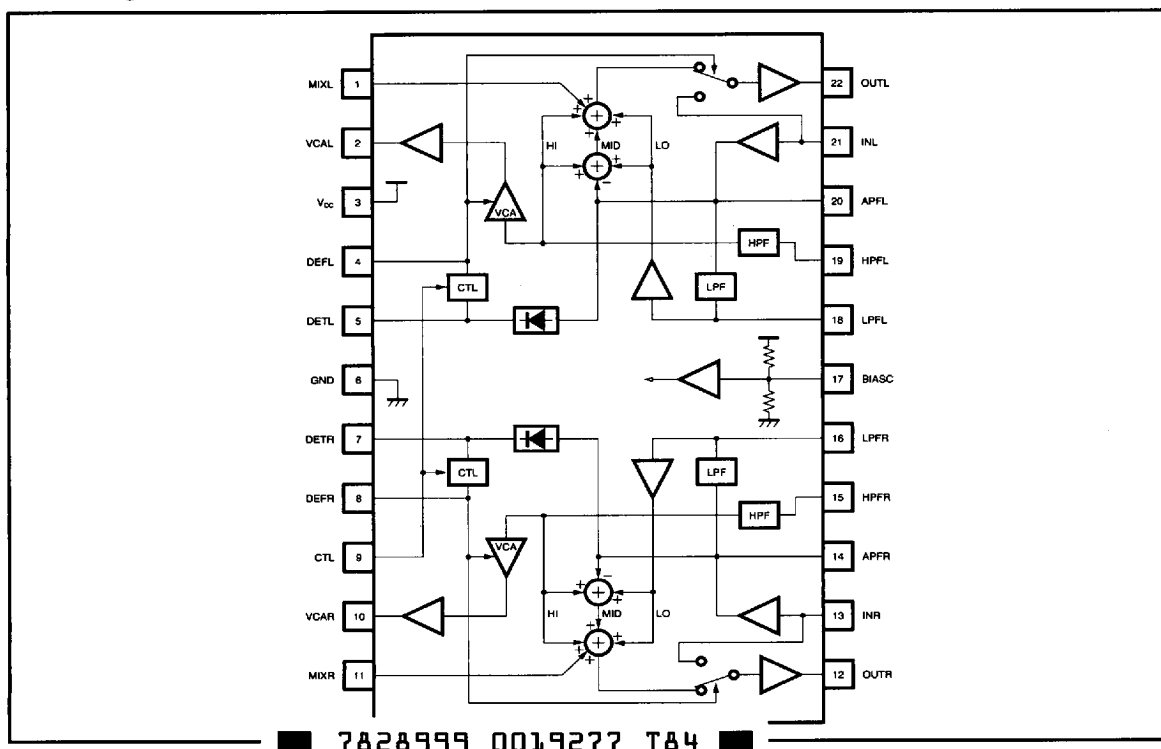 MIXL 1
VCAL 2
Vcc 3
DEFL 4
DETL 5
GND 6
DETR 7
DEFR 8
CTL 9
VCAR 10
MIXR 11
22 OUTL
21 INL
20 APFL
19 HPFL
18 LPFL
17 BIASC
16 LPFR
15 HPFR
14 APFR
13 INR
12 OUTR
+ + + + +
HI MID LO
+ + −
VCA
HPF
CTL
LPF
CTL
LPF
HPF
VCA
− + +
HI MID LO
+ + + + +
7828999 0019277 T84